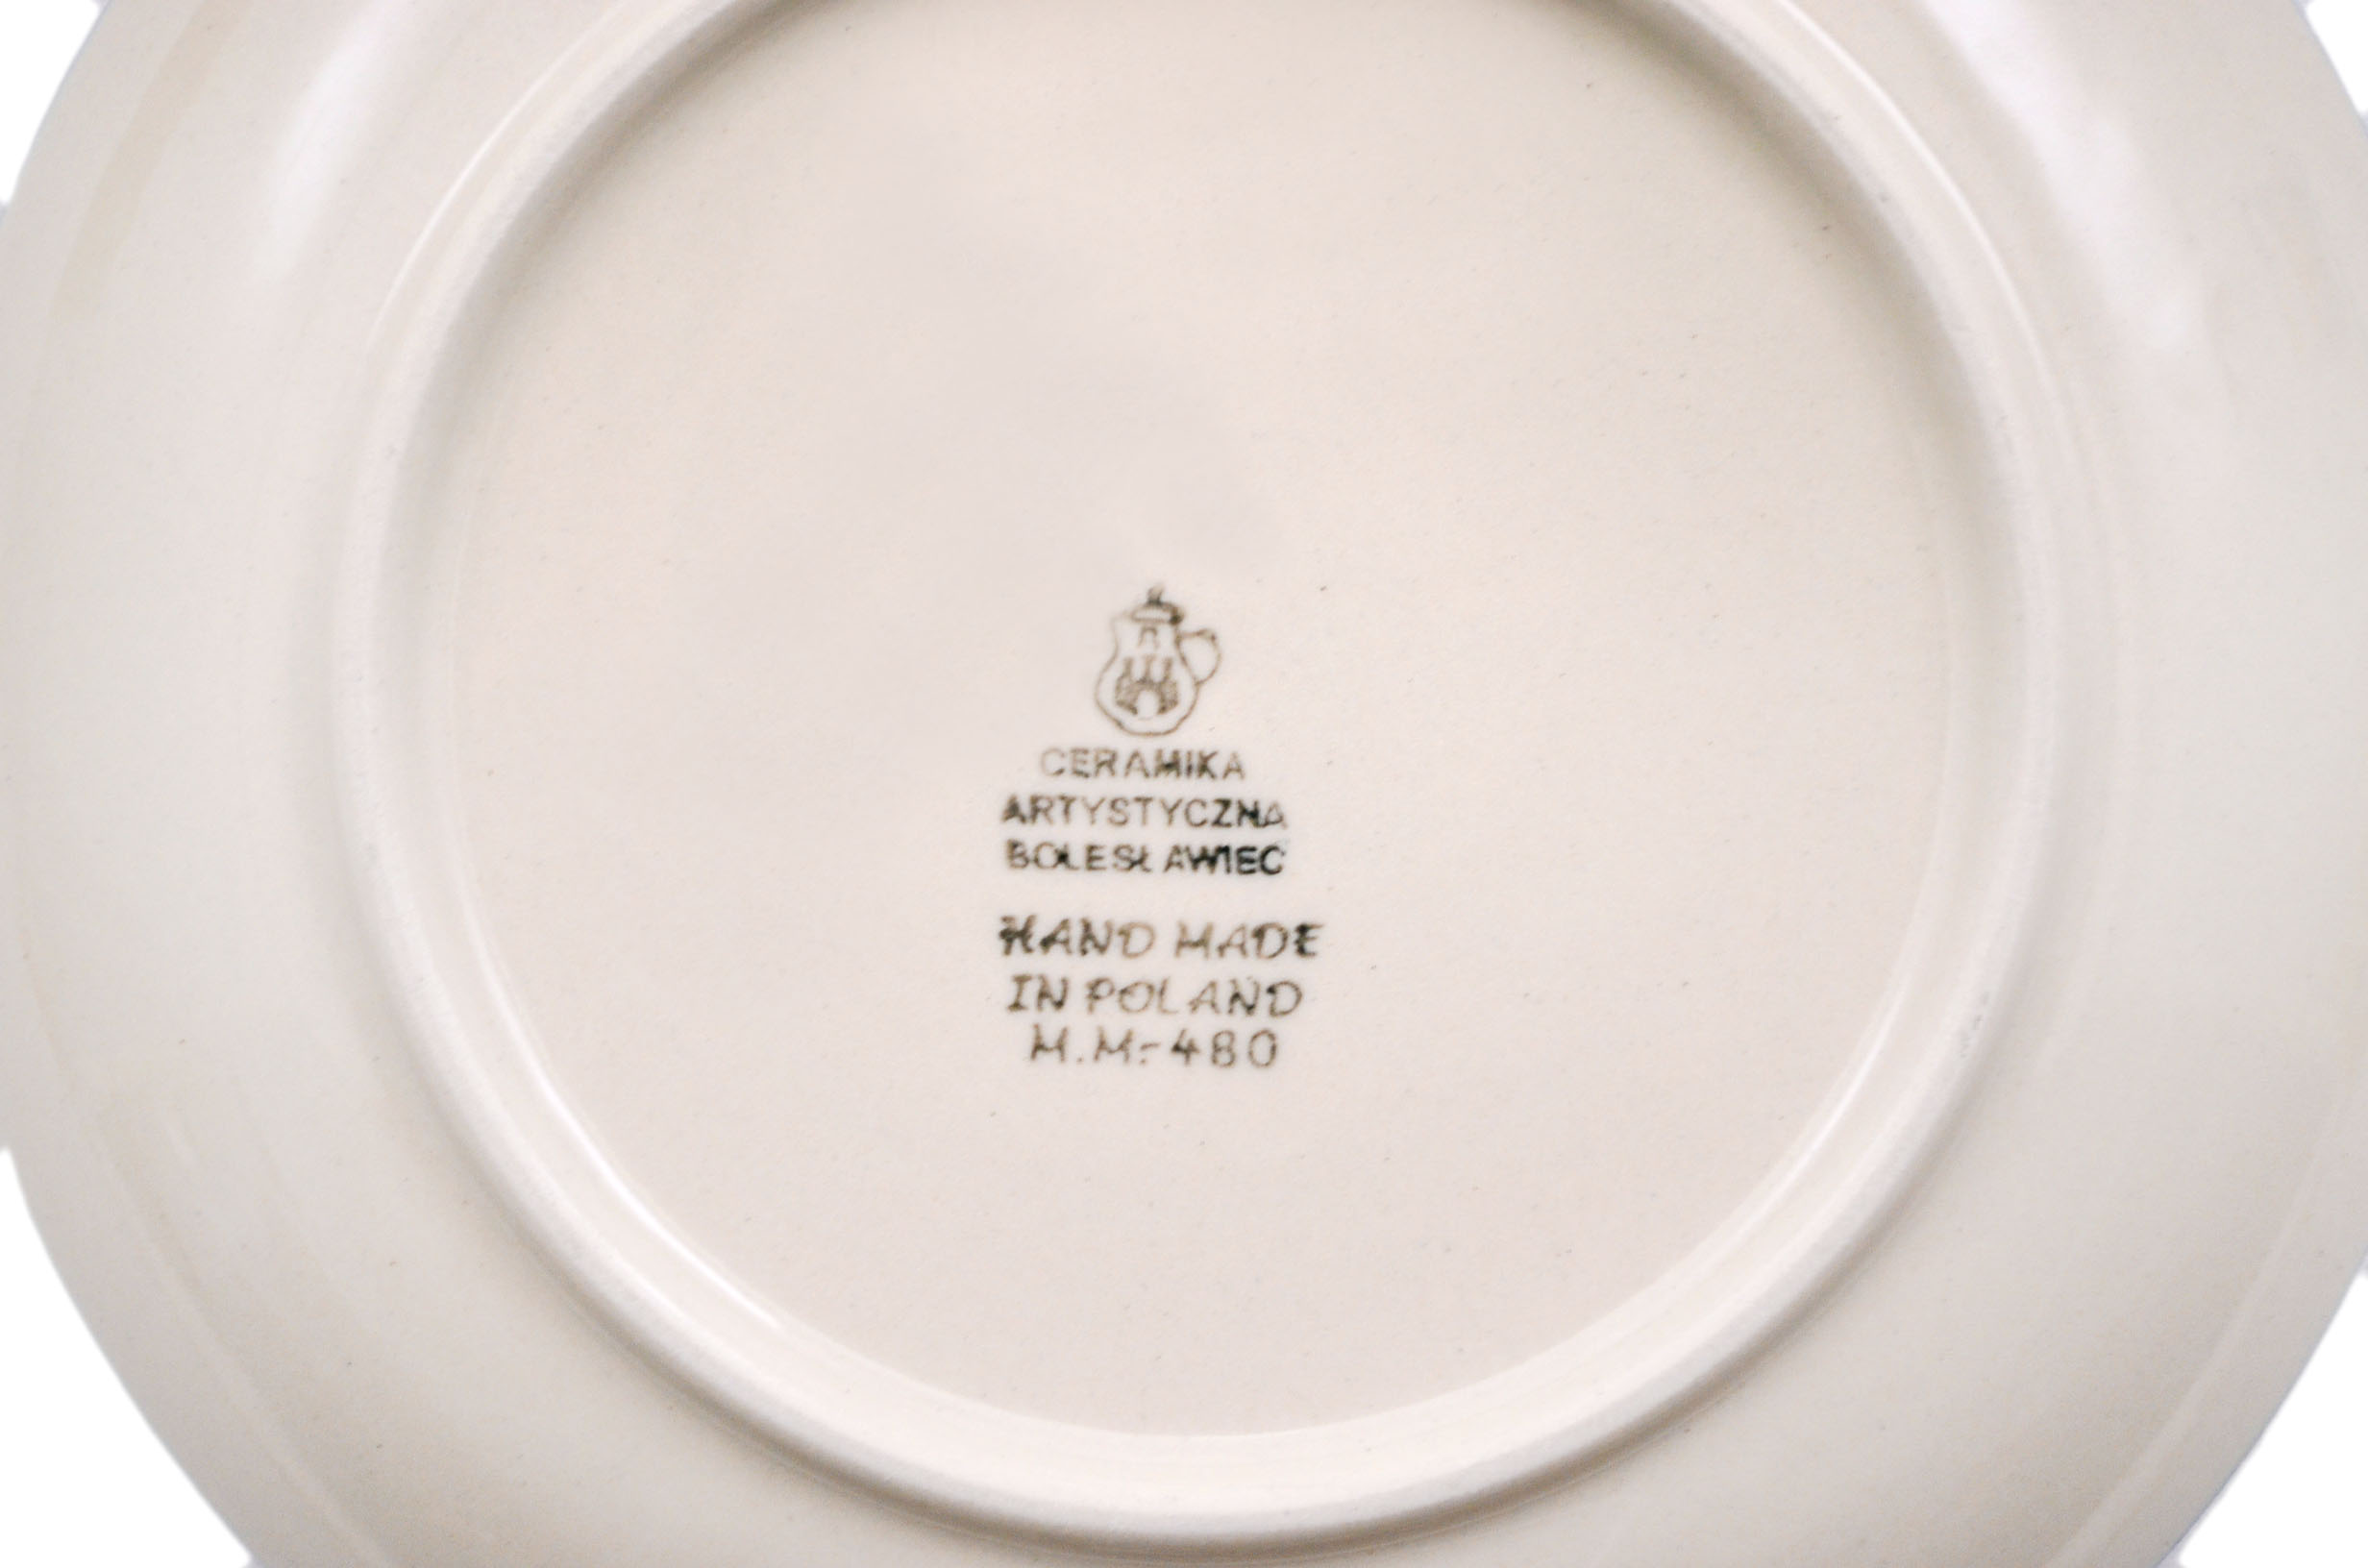 CERAMIKA
ARTYSTYCZNA
BOLESŁAWIEC
HAND MADE
IN POLAND
M.M.-480